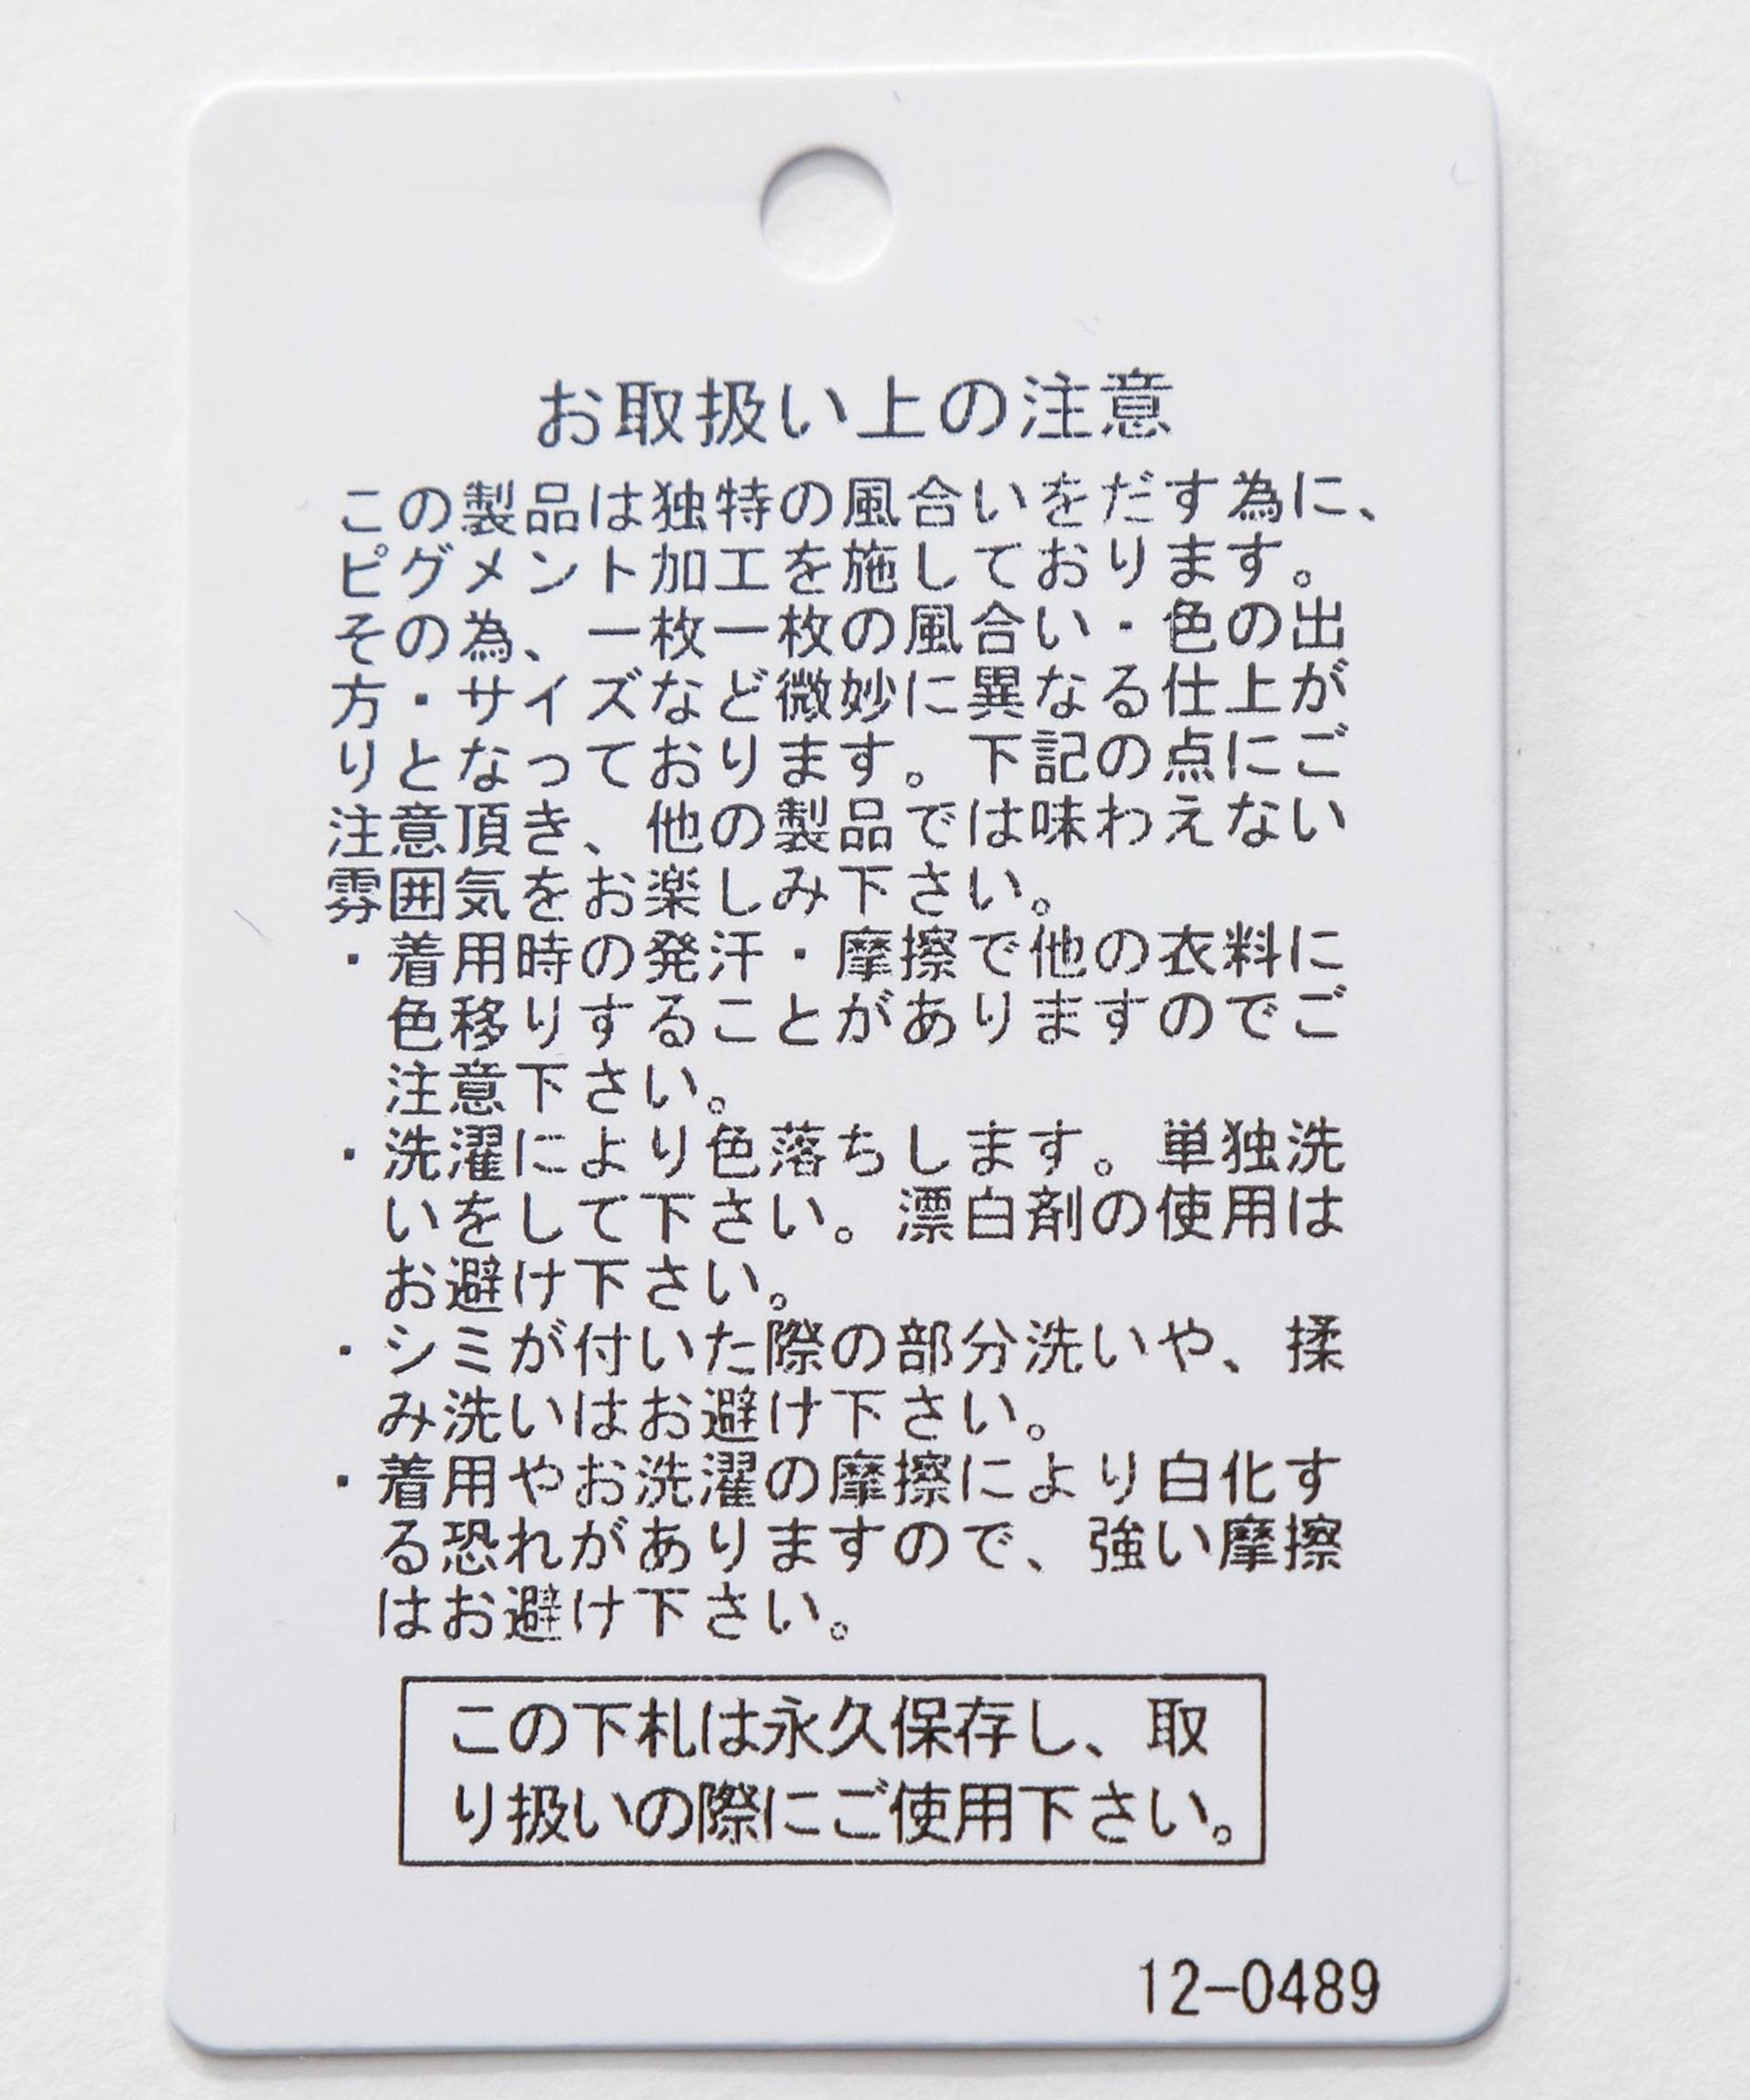 お取扱い上の注意
この製品は独特の風合いをだす為に、
ピグメント加工を施しております。
その為、一枚一枚の風合い・色の出
方・サイズなど微妙に異なる仕上が
りとなっております。下記の点にご
注意頂き、他の製品では味わえない
雰囲気をお楽しみ下さい。
・着用時の発汗・摩擦で他の衣料に
色移りすることがありますのでご
注意下さい。
・洗濯により色落ちします。単独洗
いをして下さい。漂白剤の使用は
お避け下さい。
・シミが付いた際の部分洗いや、揉
み洗いはお避け下さい。
・着用やお洗濯の摩擦により白化す
る恐れがありますので、強い摩擦
はお避け下さい。
この下札は永久保存し、取
り扱いの際にご使用下さい。
12-0489